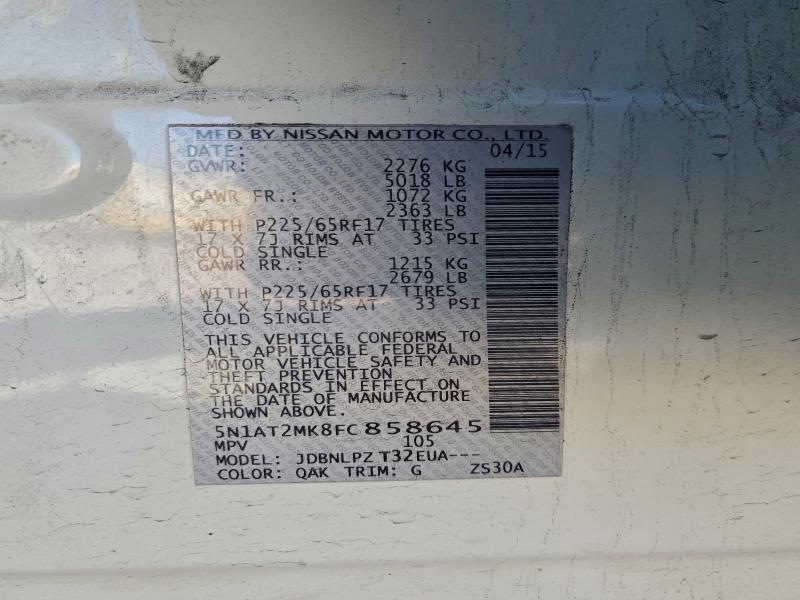 MFD BY NISSAN MOTOR CO., LTD.
DATE: 04/15
GVWR: 2276 KG
5018 LB
GAWR FR.: 1072 KG
2363 LB
WITH P225/65RF17 TIRES
17 X 7J RIMS AT 33 PSI
COLD SINGLE
GAWR RR.: 1215 KG
2679 LB
WITH P225/65RF17 TIRES
17 X 7J RIMS AT 33 PSI
COLD SINGLE
THIS VEHICLE CONFORMS TO
ALL APPLICABLE FEDERAL
MOTOR VEHICLE SAFETY AND
THEFT PREVENTION
STANDARDS IN EFFECT ON
THE DATE OF MANUFACTURE
SHOWN ABOVE.
5N1AT2MK8FC858645
MPV 105
MODEL: JDBNLPZ T32EUA---
COLOR: QAK TRIM: G ZS30A